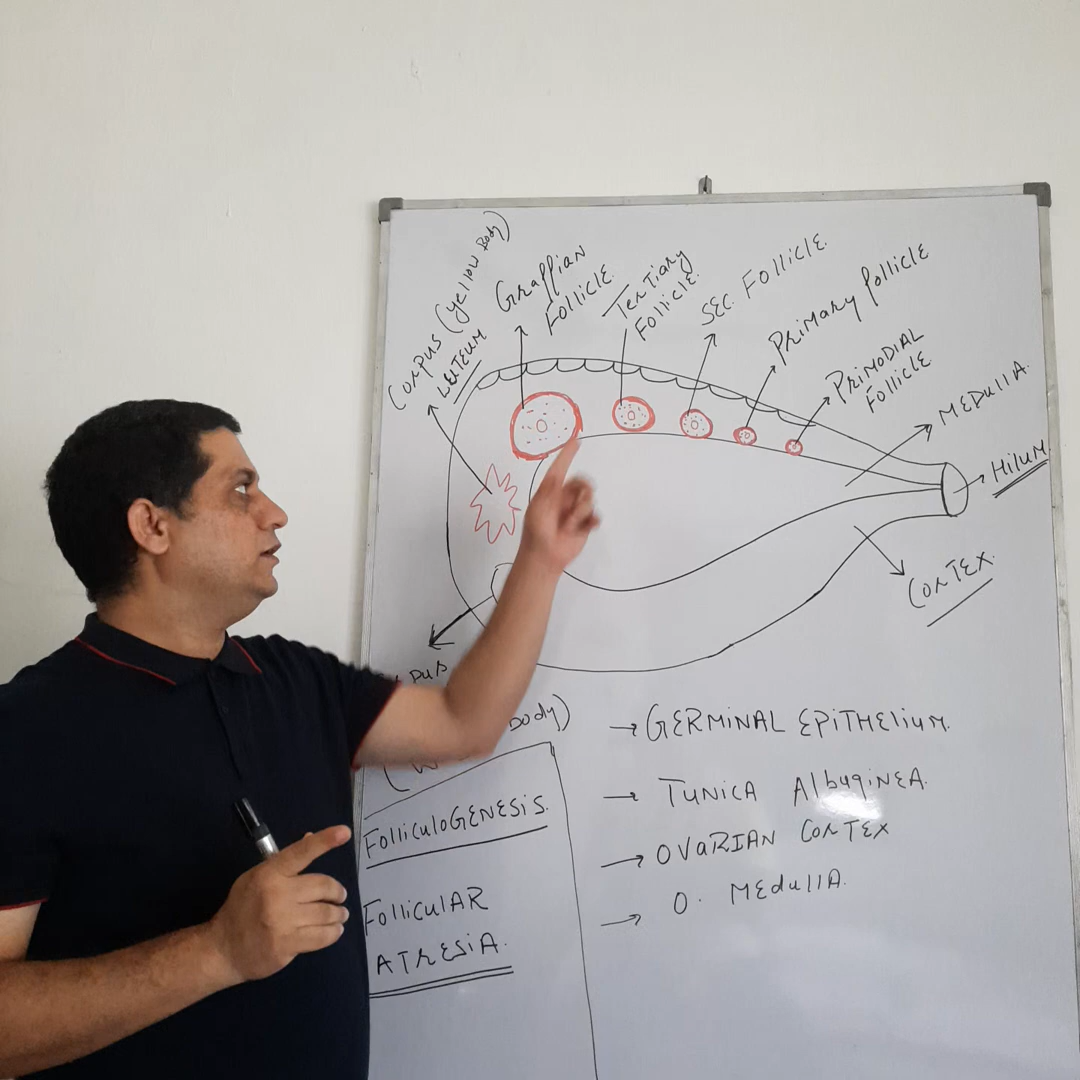 Corpus (Yellow Body)
LEUTEUM
Graffian
Follicle
Tertiary
Follicle.
SEC. Follicle.
Primary Follicle
PRIMODIAL
Follicle
MEDULLA.
Hilum
CORTEX.
Body)
→ GERMINAL EPITHELIUM.
→ TUNICA AlbuginEA.
→ OVARIAN CORTEX
→ O. MEdullA.
FolliculoGENESIS.
FolliculAR
ATRESIA.